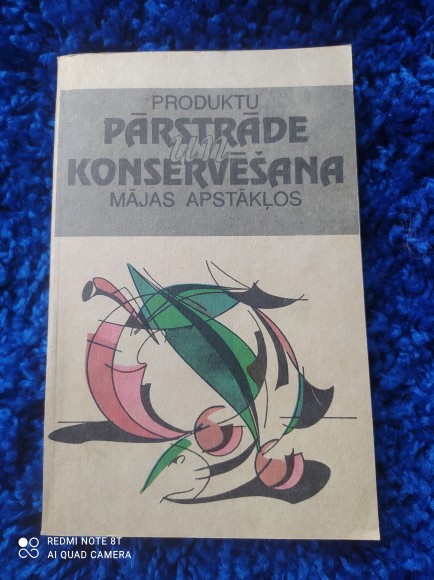 PRODUKTU
PĀRSTRĀDE
un
KONSERVĒŠANA
MĀJAS APSTĀKĻOS
REDMI NOTE 8T
AI QUAD CAMERA